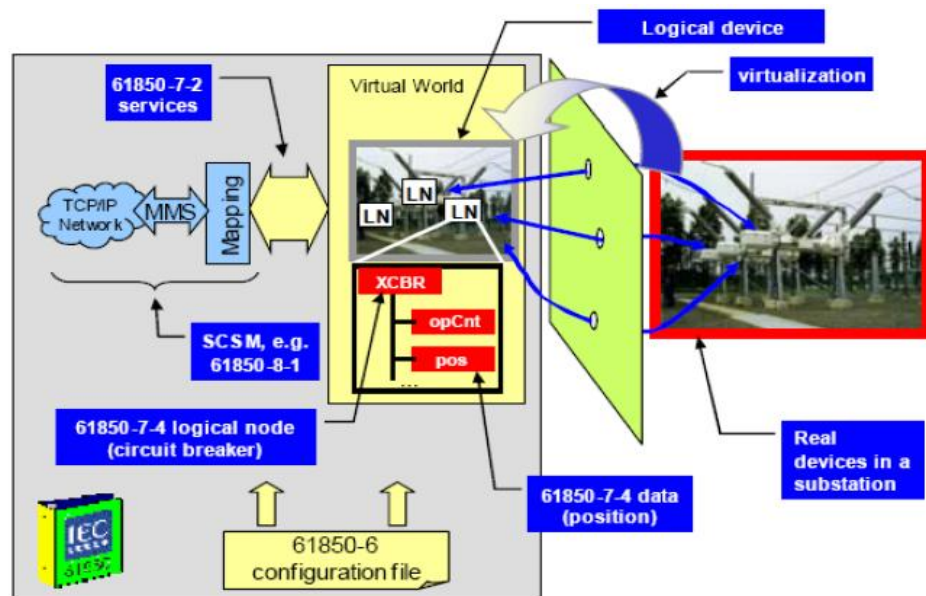 Logical device
61850-7-2
services
Virtual World
virtualization
LN
LN
LN
TCP/IP
Network
MMS
Mapping
XCBR
opCnt
pos
...
SCSM, e.g.
61850-8-1
61850-7-4 logical node
(circuit breaker)
Real
devices in a
substation
61850-7-4 data
(position)
IEC
61850
61850-6
configuration file